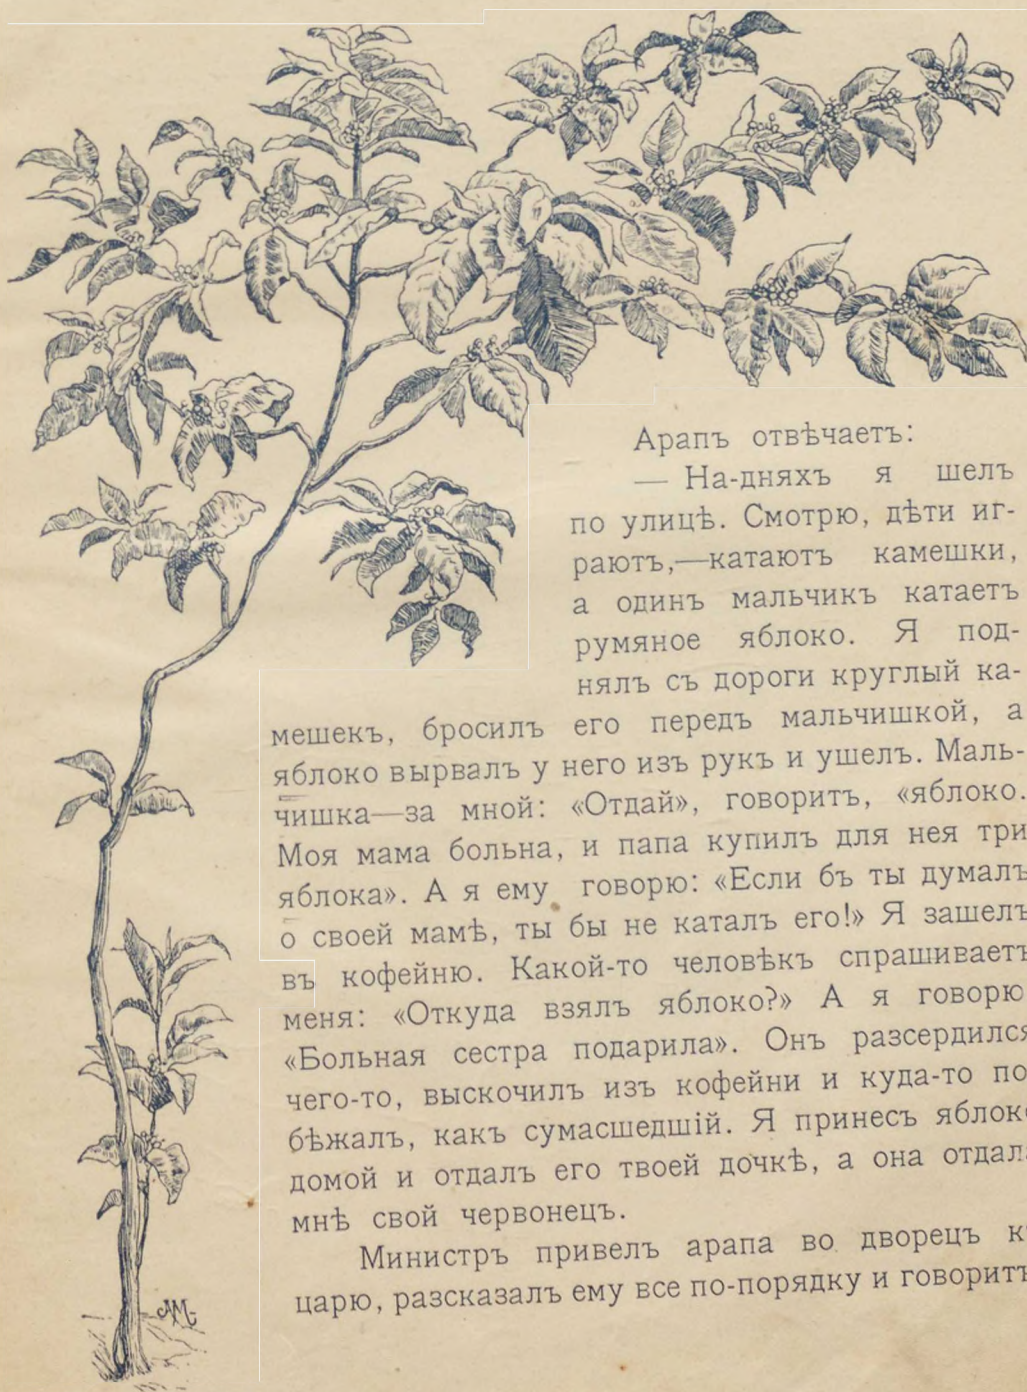 Арапъ отвѣчаетъ:
— На-дняхъ я шелъ
по улицѣ. Смотрю, дѣти иг-
раютъ,—катаютъ камешки,
а одинъ мальчикъ катаетъ
румяное яблоко. Я под-
нялъ съ дороги круглый ка-
мешекъ, бросилъ его передъ мальчишкой, а
яблоко вырвалъ у него изъ рукъ и ушелъ. Маль-
чишка—за мной: «Отдай», говоритъ, «яблоко.
Моя мама больна, и папа купилъ для нея три
яблока». А я ему говорю: «Если бъ ты думалъ
о своей мамѣ, ты бы не каталъ его!» Я зашелъ
въ кофейню. Какой-то человѣкъ спрашиваетъ
меня: «Откуда взялъ яблоко?» А я говорю
«Больная сестра подарила». Онъ разсердился
чего-то, выскочилъ изъ кофейни и куда-то по
бѣжалъ, какъ сумасшедшій. Я принесъ яблоко
домой и отдалъ его твоей дочкѣ, а она отдала
мнѣ свой червонецъ.
Министръ привелъ арапа во дворецъ къ
царю, разсказалъ ему все по-порядку и говоритъ
АМ-